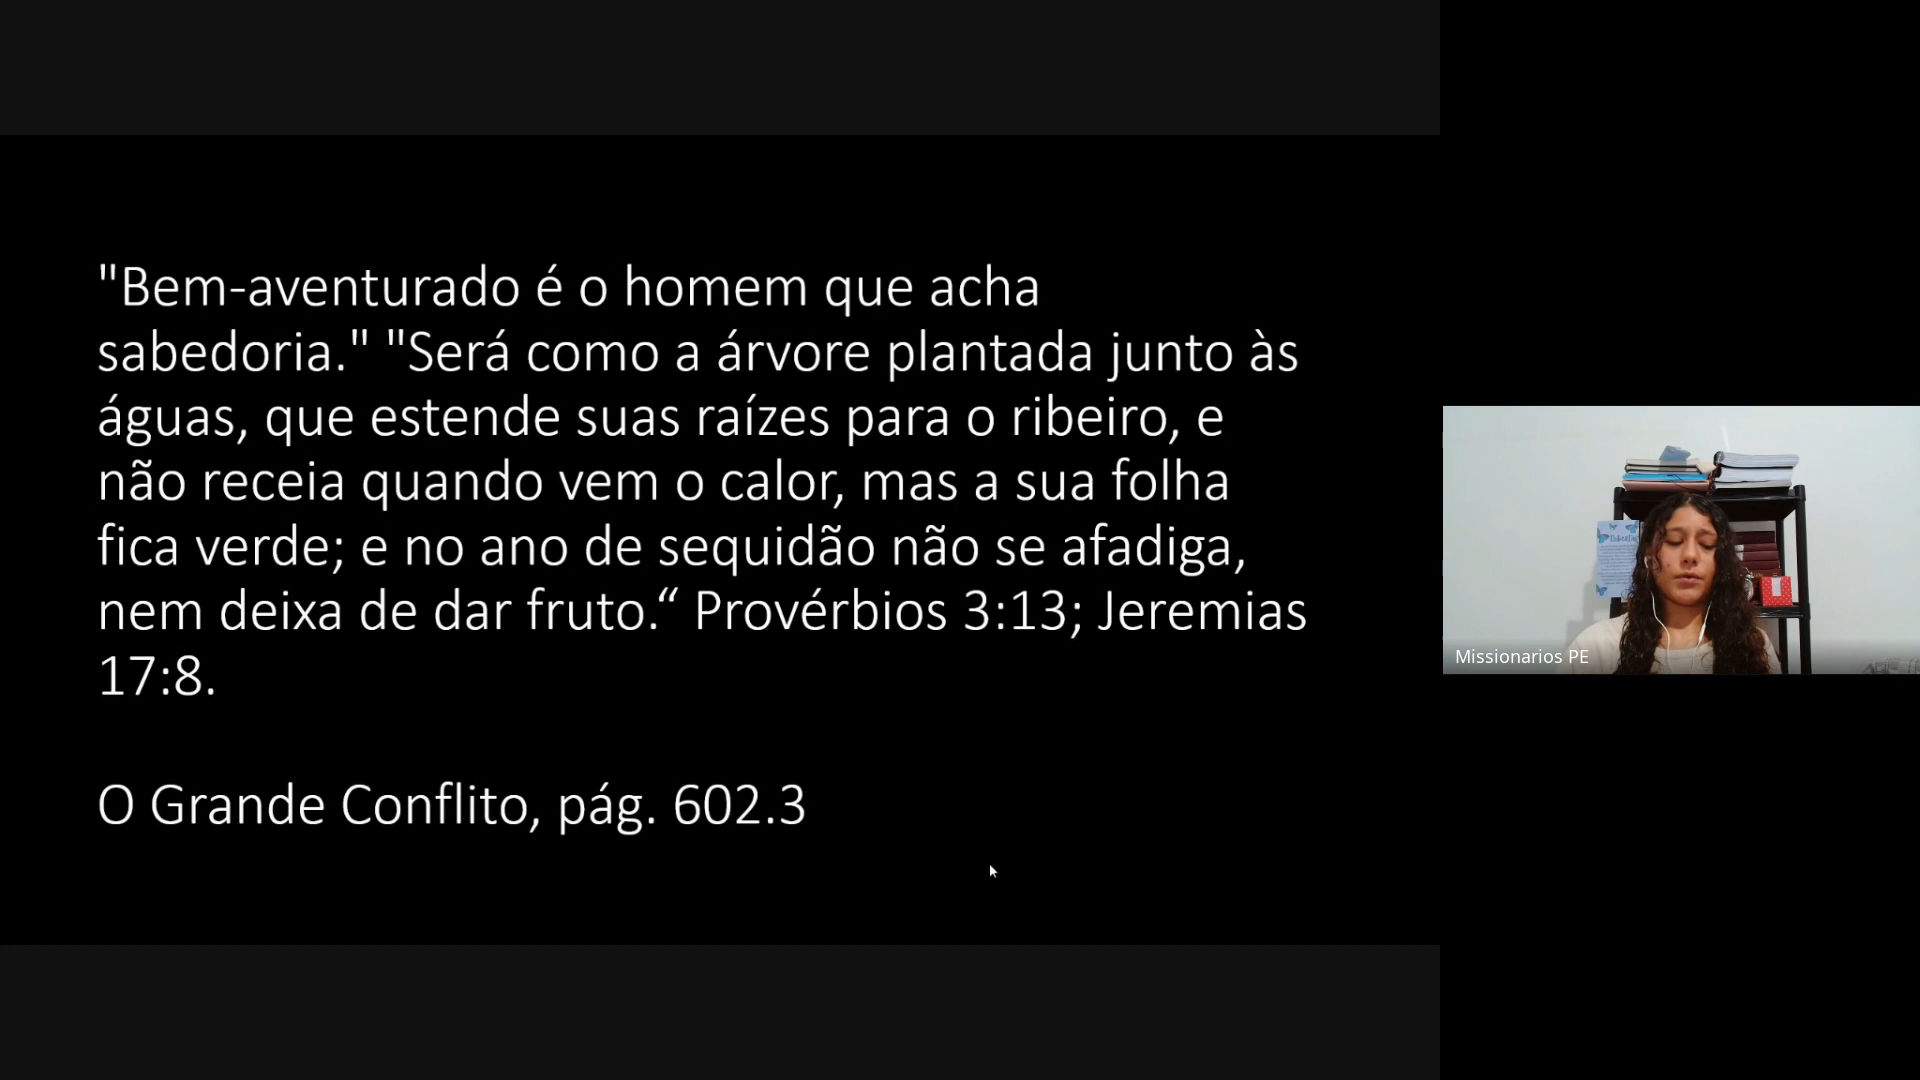 "Bem-aventurado é o homem que acha
sabedoria." "Será como a árvore plantada junto às
águas, que estende suas raízes para o ribeiro, e
não receia quando vem o calor, mas a sua folha
fica verde; e no ano de sequidão não se afadiga,
nem deixa de dar fruto.“ Provérbios 3:13; Jeremias
17:8.
O Grande Conflito, pág. 602.3
Missionarios PE